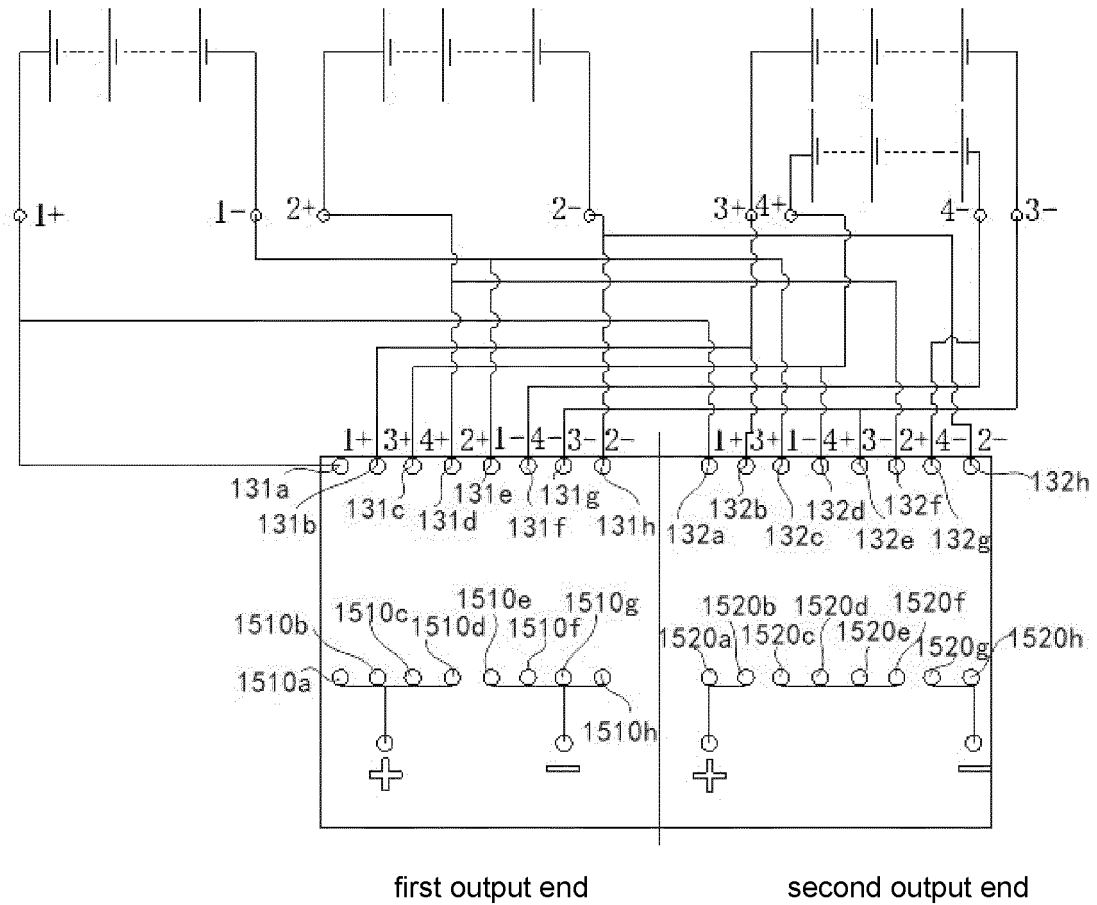 1+ 1- 2+ 2- 3+ 4+ 4- 3-
1+ 3+ 4+ 2+ 1- 4- 3- 2- 1+ 3+ 1- 4+ 3- 2+ 4- 2-
131a 131b 131c 131d 131e 131f 131g 131h
132a 132b 132c 132d 132e 132f 132g 132h
1510a 1510b 1510c 1510d 1510e 1510f 1510g 1510h
1520a 1520b 1520c 1520d 1520e 1520f 1520g 1520h
+ − + −
first output end second output end